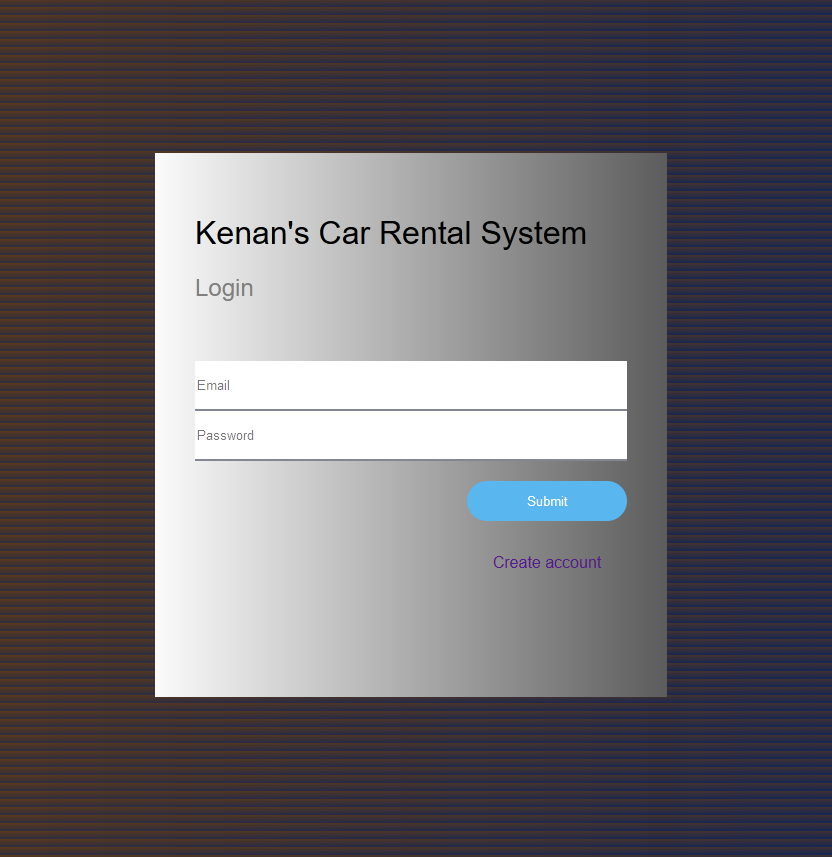 Kenan's Car Rental System
Login
Email
Password
Submit
Create account